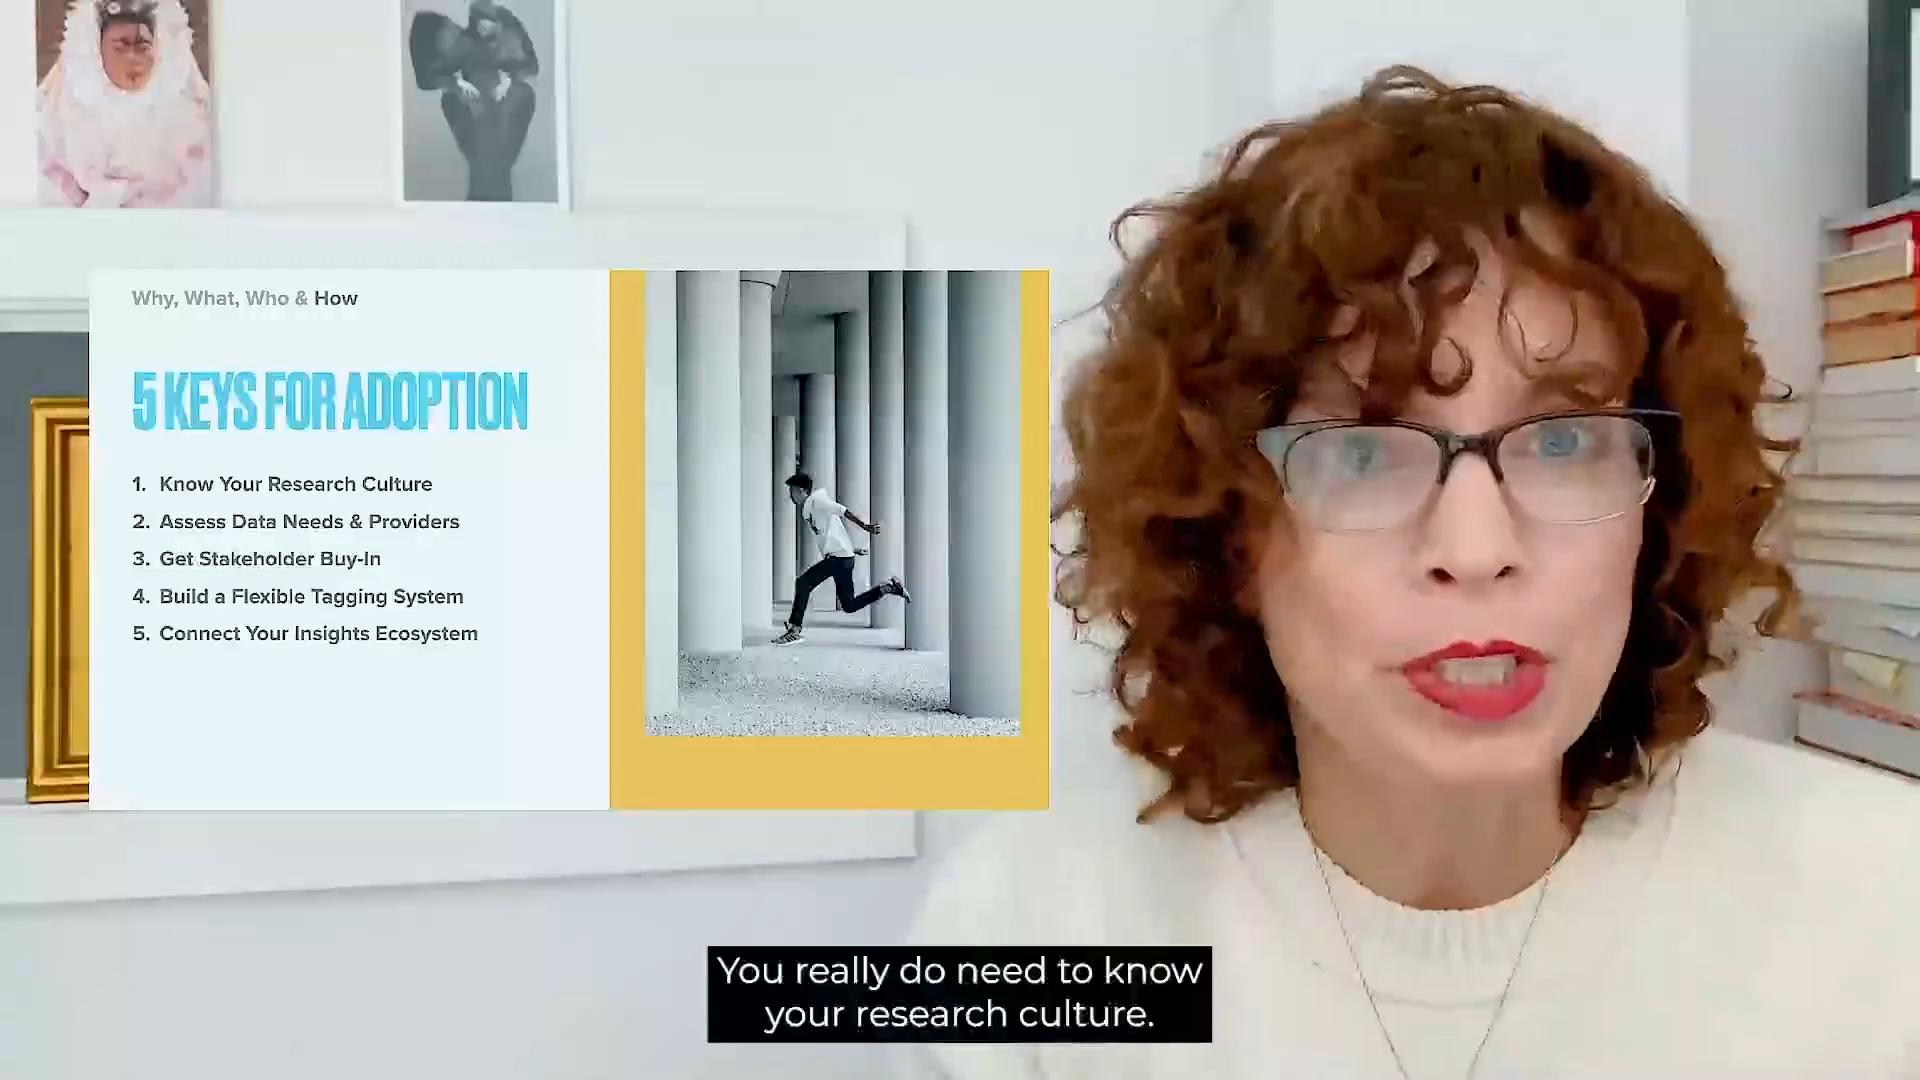 Why, What, Who & How
5 KEYS FOR ADOPTION
1. Know Your Research Culture
2. Assess Data Needs & Providers
3. Get Stakeholder Buy-In
4. Build a Flexible Tagging System
5. Connect Your Insights Ecosystem
You really do need to know
your research culture.